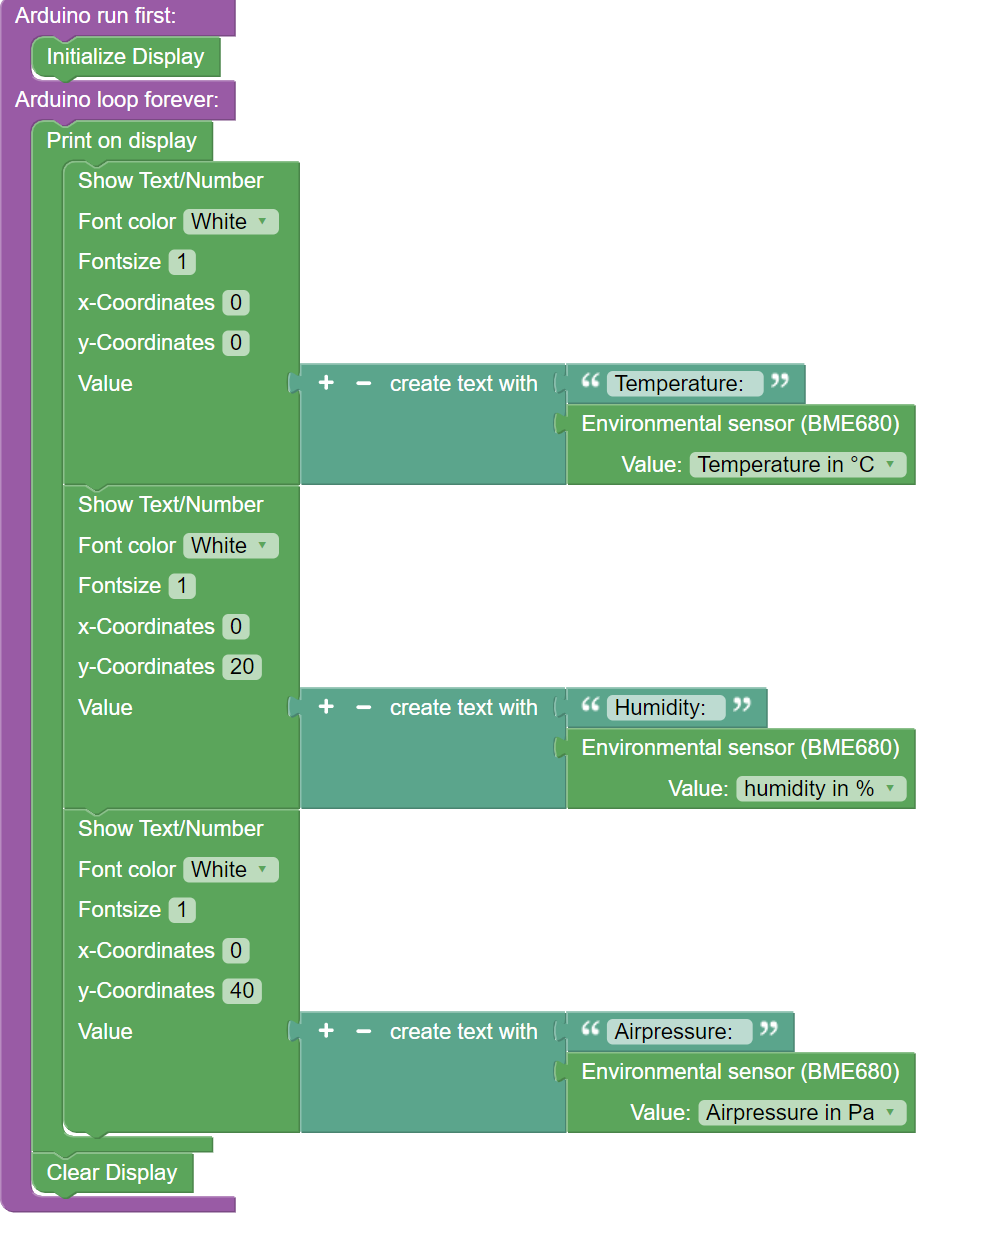 Arduino run first:
Initialize Display
Arduino loop forever:
Print on display
Show Text/Number
Font color White
Fontsize 1
x-Coordinates 0
y-Coordinates 0
Value + − create text with “ Temperature: ”
Environmental sensor (BME680)
Value: Temperature in °C
Show Text/Number
Font color White
Fontsize 1
x-Coordinates 0
y-Coordinates 20
Value + − create text with “ Humidity: ”
Environmental sensor (BME680)
Value: humidity in %
Show Text/Number
Font color White
Fontsize 1
x-Coordinates 0
y-Coordinates 40
Value + − create text with “ Airpressure: ”
Environmental sensor (BME680)
Value: Airpressure in Pa
Clear Display